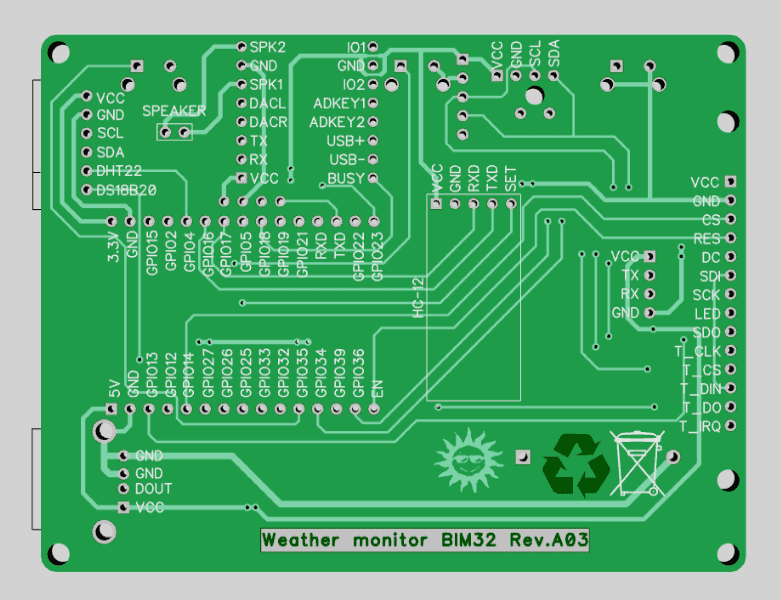 SPK2
GND
SPK1
DACL
DACR
TX
RX
VCC
IO1
GND
IO2
ADKEY1
ADKEY2
USB+
USB-
BUSY
VCC
GND
SCL
SDA
VCC
GND
SCL
SDA
DHT22
DS18B20
SPEAKER
VCC
GND
RXD
TXD
SET
HC-12
3.3V
GND
GPIO15
GPIO2
GPIO4
GPIO16
GPIO17
GPIO5
GPIO18
GPIO19
GPIO21
RXD
TXD
GPIO22
GPIO23
VCC
GND
CS
RES
DC
SDI
SCK
LED
SDO
T_CLK
T_CS
T_DIN
T_DO
T_IRQ
VCC
TX
RX
GND
5V
GND
GPIO13
GPIO12
GPIO14
GPIO27
GPIO26
GPIO25
GPIO33
GPIO32
GPIO35
GPIO34
GPIO39
GPIO36
EN
GND
GND
DOUT
VCC
Weather monitor BIM32 Rev.A03